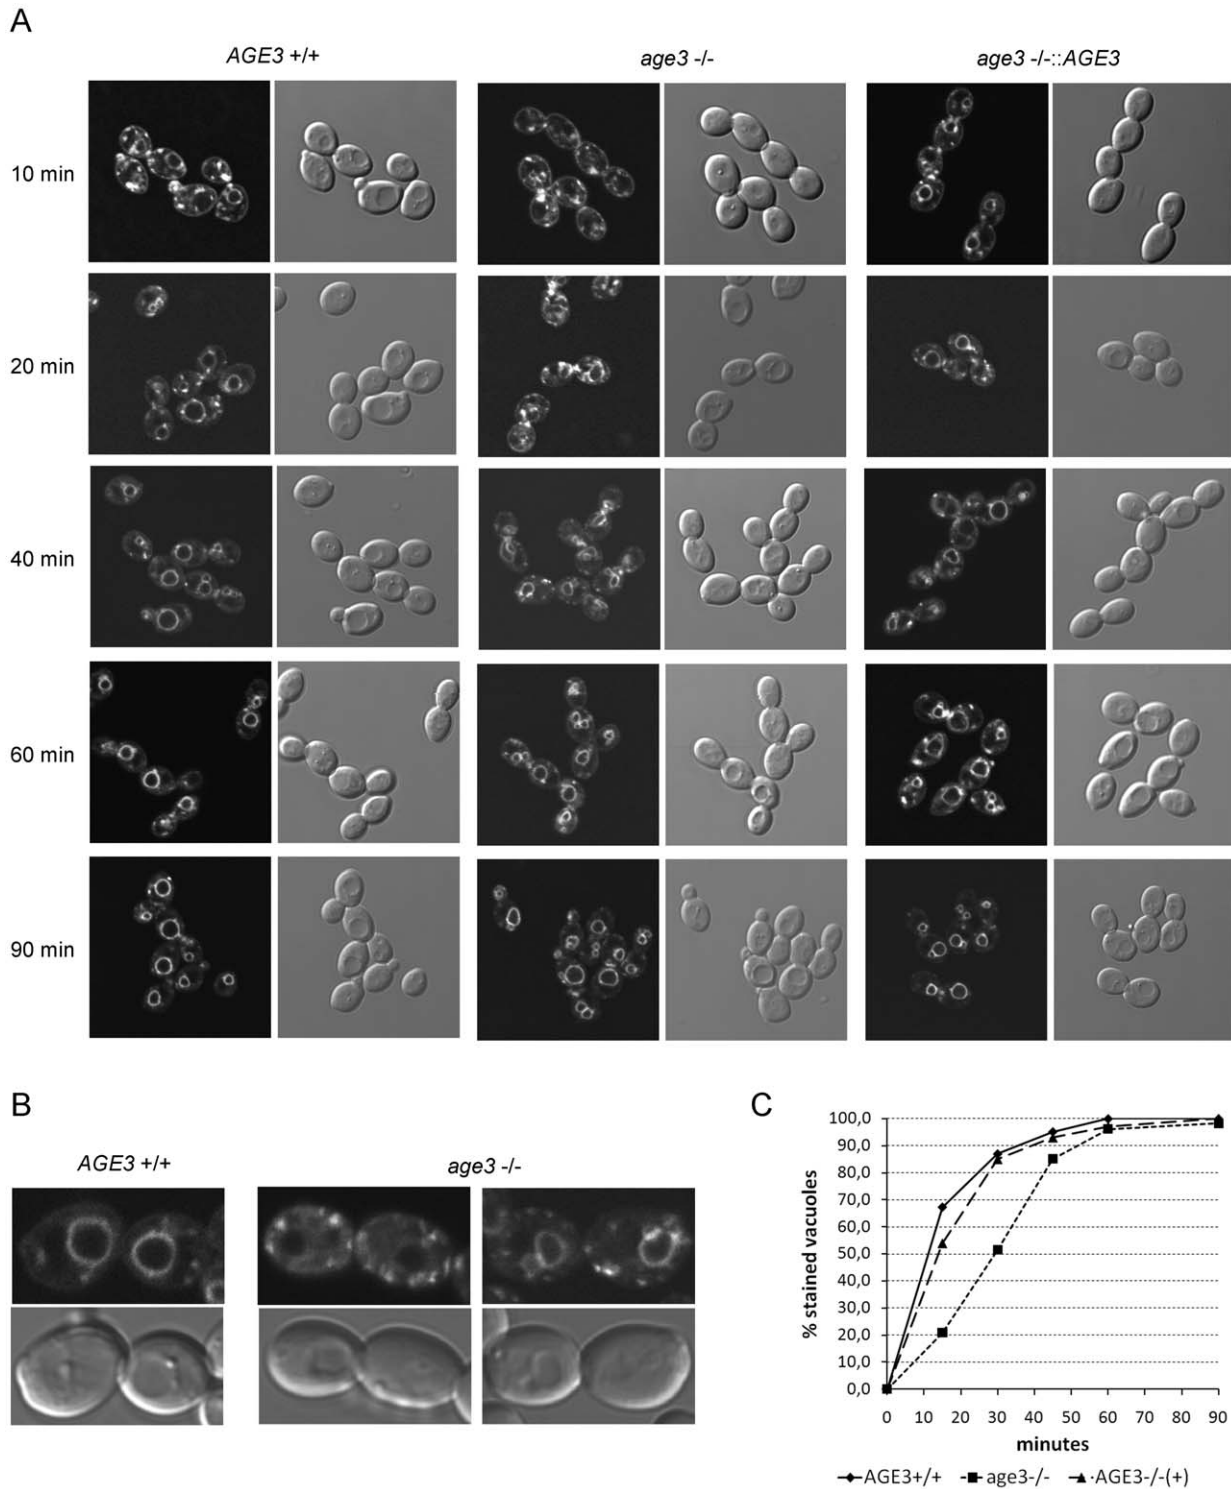 A
AGE3 +/+
age3 -/-
age3 -/-::AGE3
10 min
20 min
40 min
60 min
90 min
B
AGE3 +/+
age3 -/-
C
% stained vacuoles
100,0
90,0
80,0
70,0
60,0
50,0
40,0
30,0
20,0
10,0
0,0
0 10 20 30 40 50 60 70 80 90
minutes
AGE3+/+ age3-/- AGE3-/-(+)